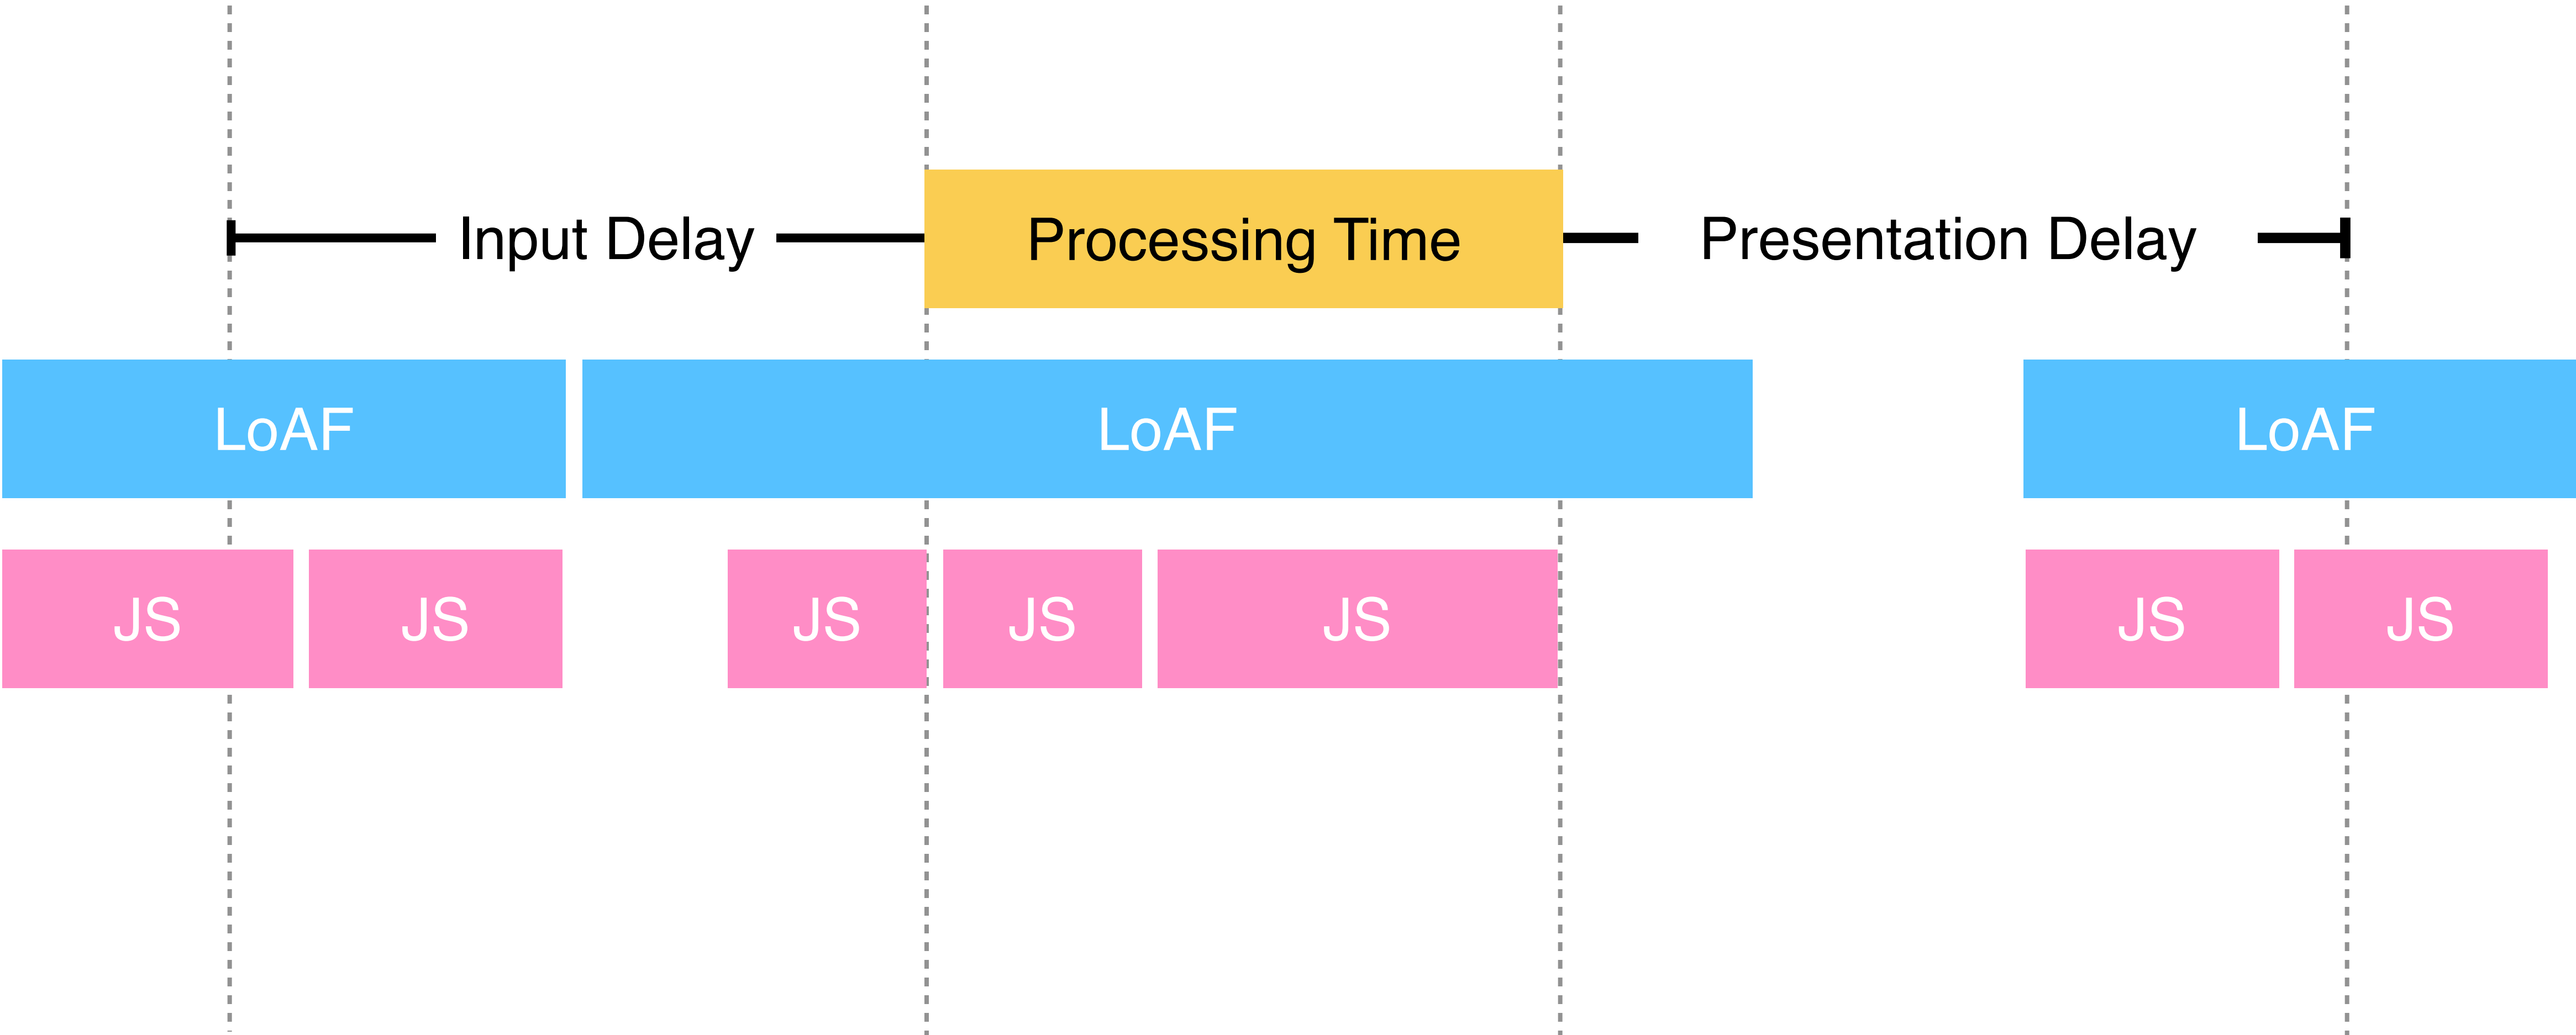 Input Delay
Processing Time
Presentation Delay
LoAF
LoAF
LoAF
JS
JS
JS
JS
JS
JS
JS